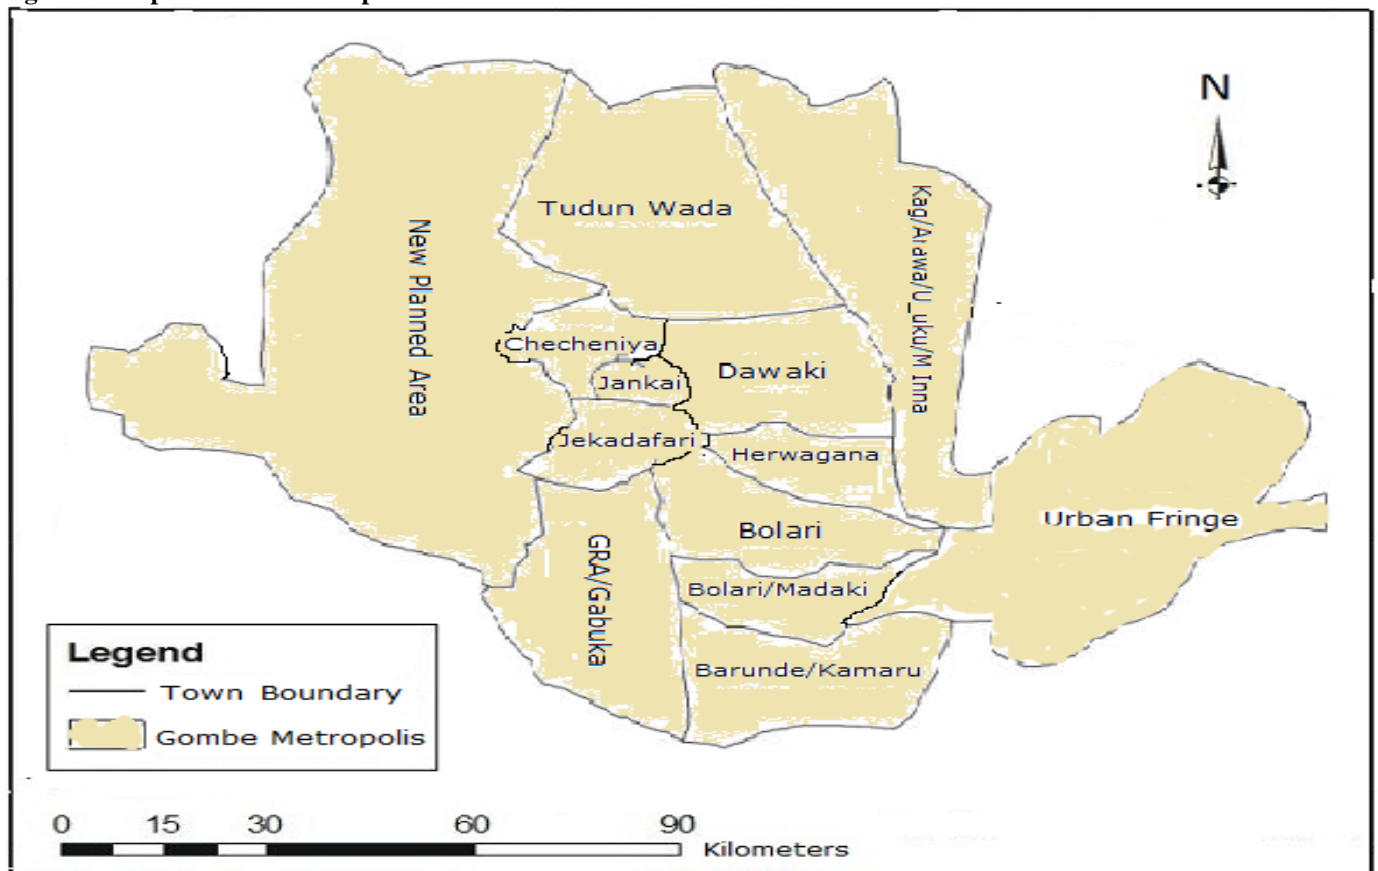 N
Tudun Wada
New Planned Area
Kag/Arawa/U_uku/M Inna
Checheniya
Jankai
Dawaki
Jekadafari
Herwagana
Bolari
Urban Fringe
GRA/Gabuka
Bolari/Madaki
Barunde/Kamaru
Legend
Town Boundary
Gombe Metropolis
0 15 30 60 90
Kilometers